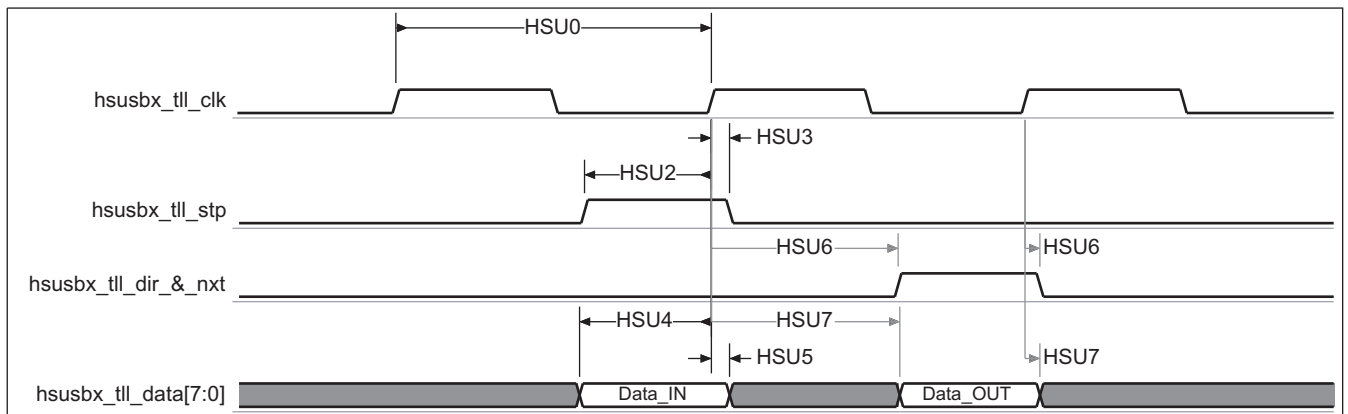 HSU0
hsusbx_tll_clk
HSU3
HSU2
hsusbx_tll_stp
HSU6 HSU6
hsusbx_tll_dir_&_nxt
HSU4 HSU7
HSU5 HSU7
hsusbx_tll_data[7:0] Data_IN Data_OUT